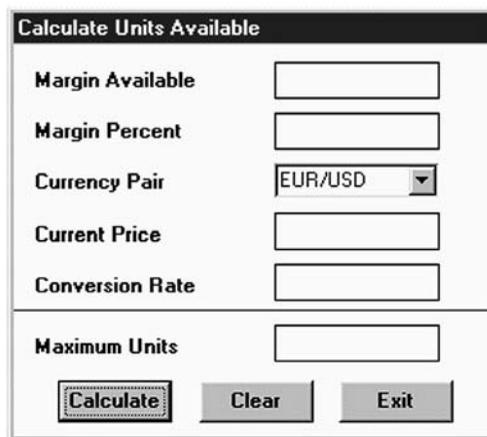 Calculate Units Available
Margin Available
Margin Percent
Currency Pair EUR/USD
Current Price
Conversion Rate
Maximum Units
Calculate Clear Exit